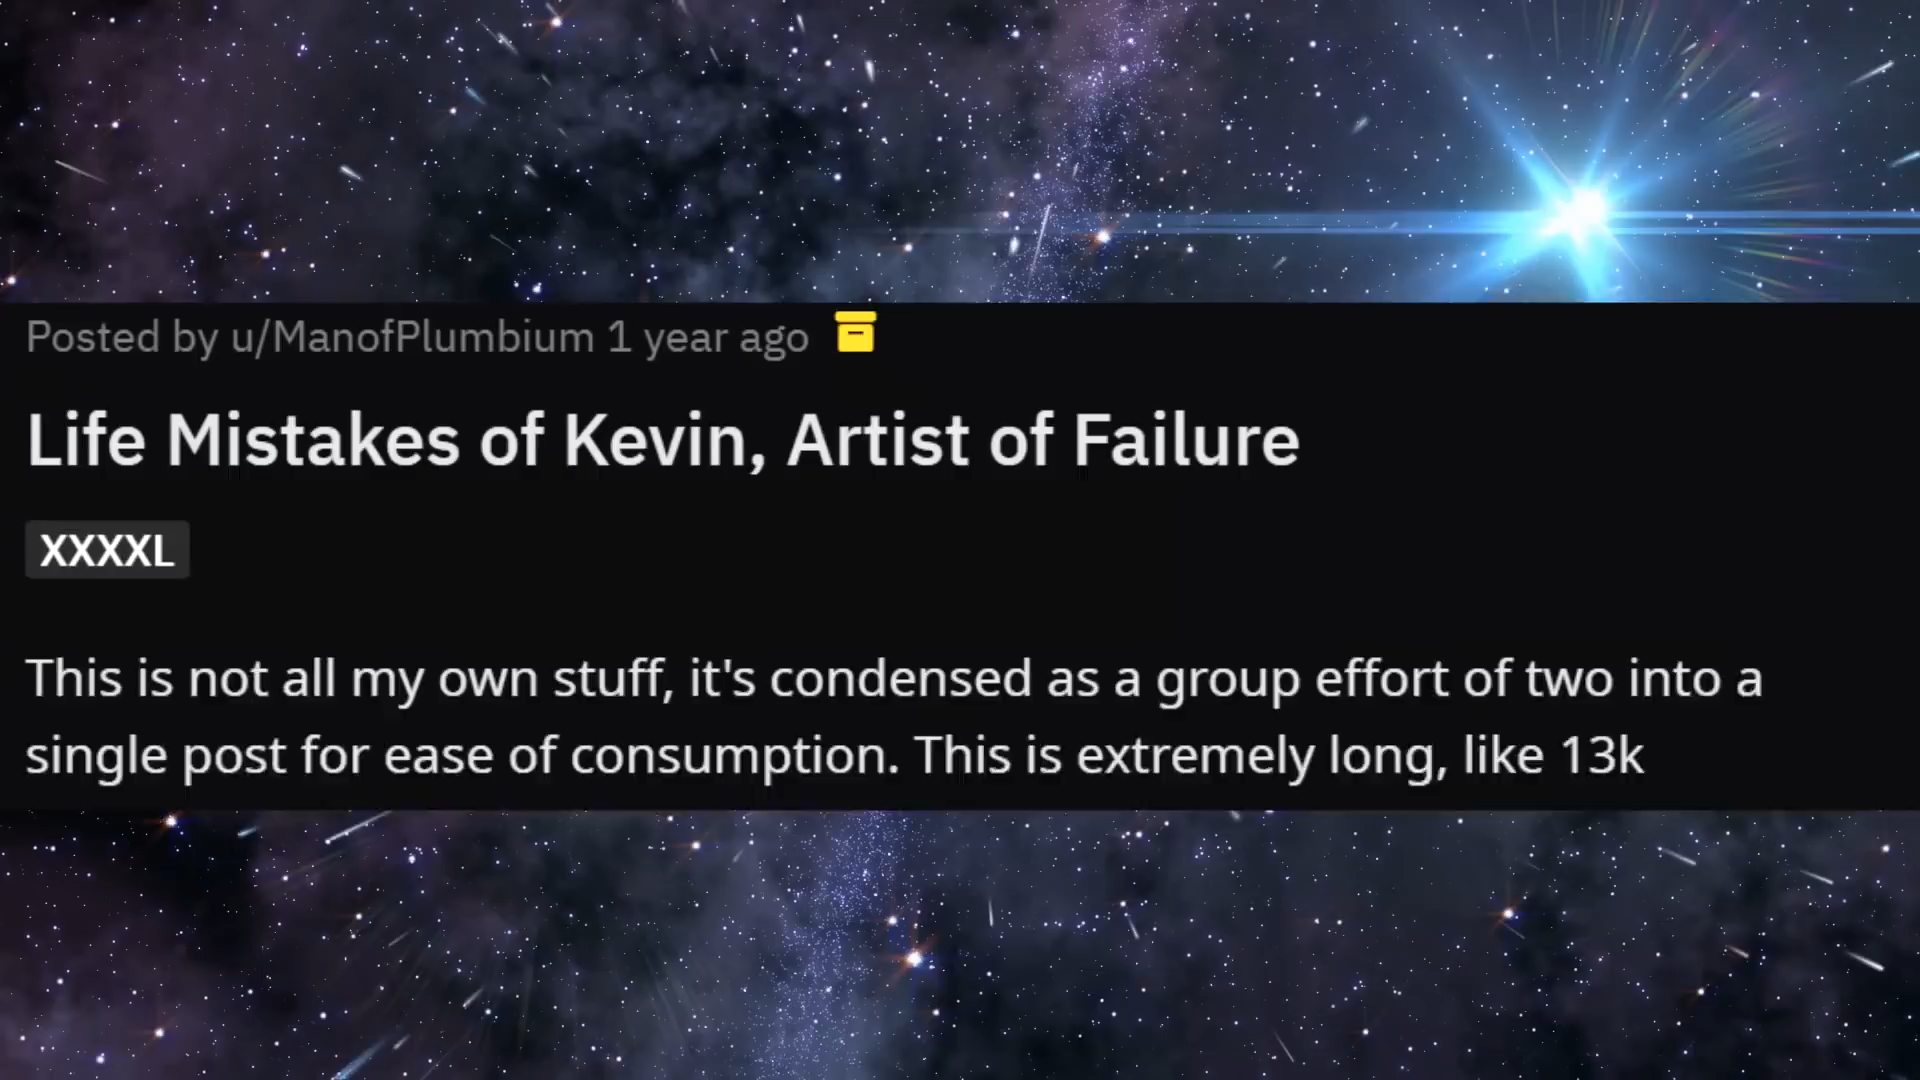 Posted by u/ManofPlumbium 1 year ago
Life Mistakes of Kevin, Artist of Failure
XXXXL
This is not all my own stuff, it's condensed as a group effort of two into a
single post for ease of consumption. This is extremely long, like 13k